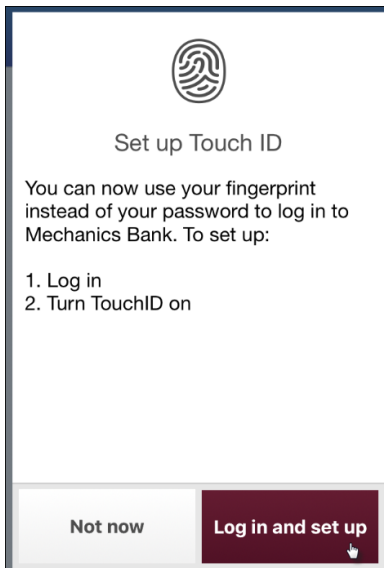 Set up Touch ID
You can now use your fingerprint
instead of your password to log in to
Mechanics Bank. To set up:
1. Log in
2. Turn TouchID on
Not now
Log in and set up